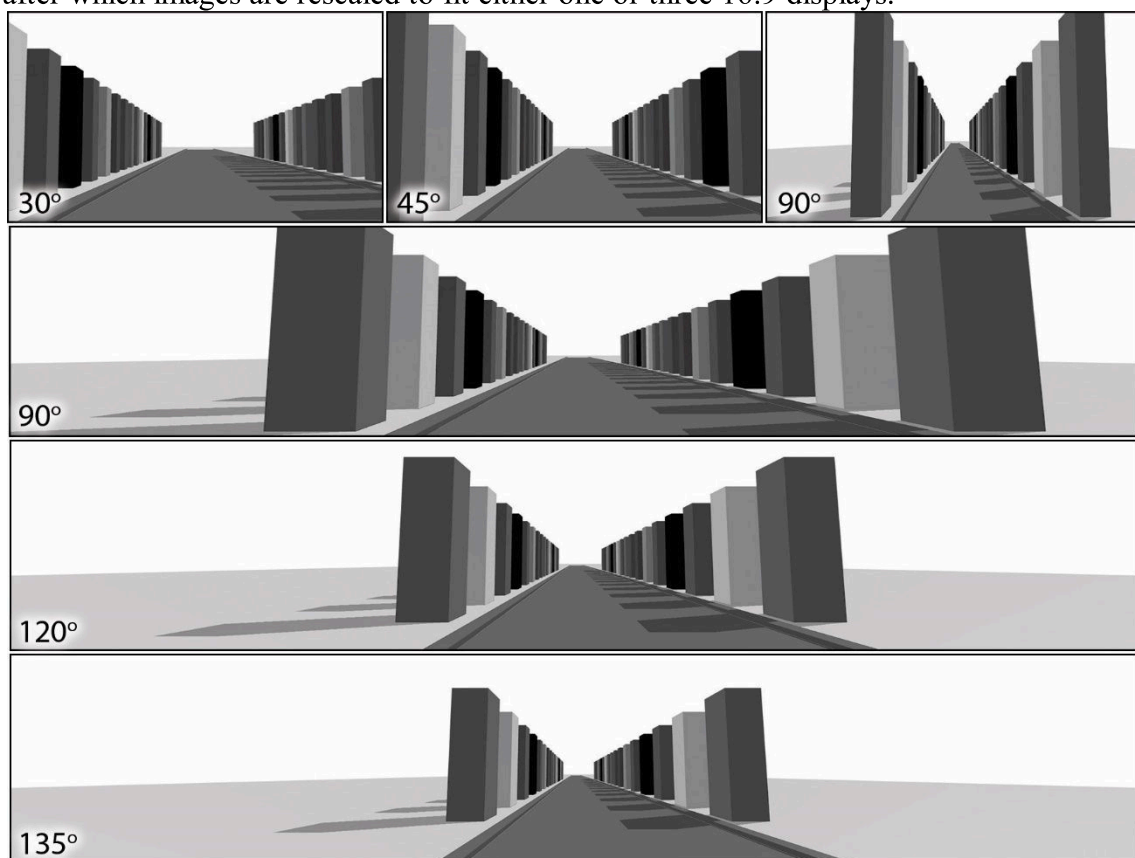 after which images are rescaled to fit either one or three 16:9 displays.
30° 45° 90°
90°
120°
135°